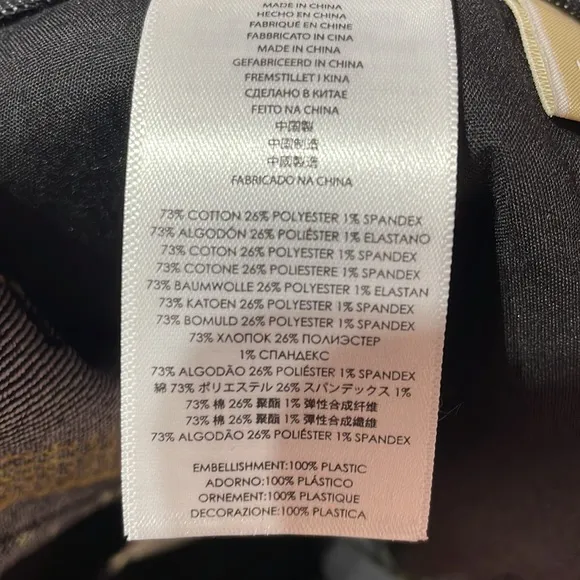 MADE IN CHINA
HECHO EN CHINA
FABRIQUÉ EN CHINE
FABBRICATO IN CINA
MADE IN CHINA
GEFABRICEERD IN CHINA
FREMSTILLET I KINA
СДЕЛАНО В КИТАЕ
FEITO NA CHINA
中国製
中国制造
中國製造
FABRICADO NA CHINA
73% COTTON 26% POLYESTER 1% SPANDEX
73% ALGODÓN 26% POLIÉSTER 1% ELASTANO
73% COTON 26% POLYESTER 1% SPANDEX
73% COTONE 26% POLIESTERE 1% SPANDEX
73% BAUMWOLLE 26% POLYESTER 1% ELASTAN
73% KATOEN 26% POLYESTER 1% SPANDEX
73% BOMULD 26% POLYESTER 1% SPANDEX
73% ХЛОПОК 26% ПОЛИЭСТЕР
1% СПАНДЕКС
73% ALGODÃO 26% POLIÉSTER 1% SPANDEX
綿 73% ポリエステル 26% スパンデックス 1%
73% 棉 26% 聚酯 1% 弹性合成纤维
73% 棉 26% 聚酯 1% 彈性合成纖維
73% ALGODÃO 26% POLIÉSTER 1% SPANDEX
EMBELLISHMENT:100% PLASTIC
ADORNO:100% PLÁSTICO
ORNEMENT:100% PLASTIQUE
DECORAZIONE:100% PLASTICA